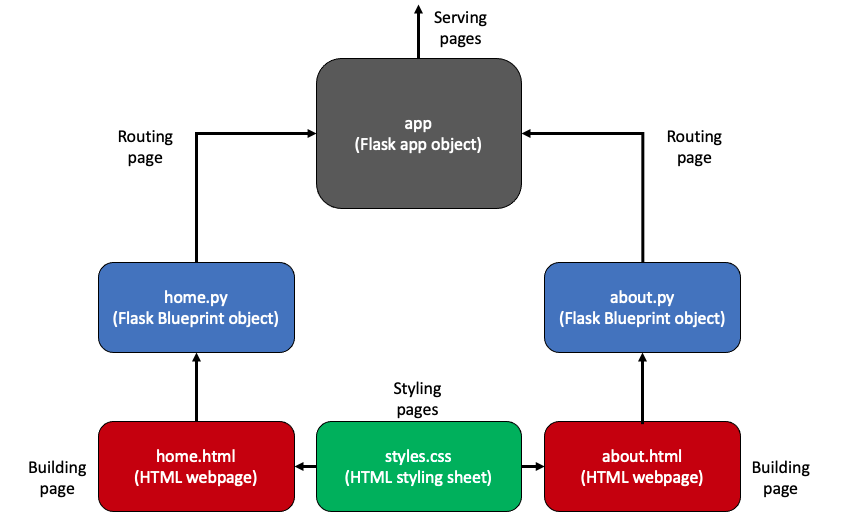 Serving
pages
app
(Flask app object)
Routing
page
Routing
page
home.py
(Flask Blueprint object)
about.py
(Flask Blueprint object)
Styling
pages
Building
page
home.html
(HTML webpage)
styles.css
(HTML styling sheet)
about.html
(HTML webpage)
Building
page